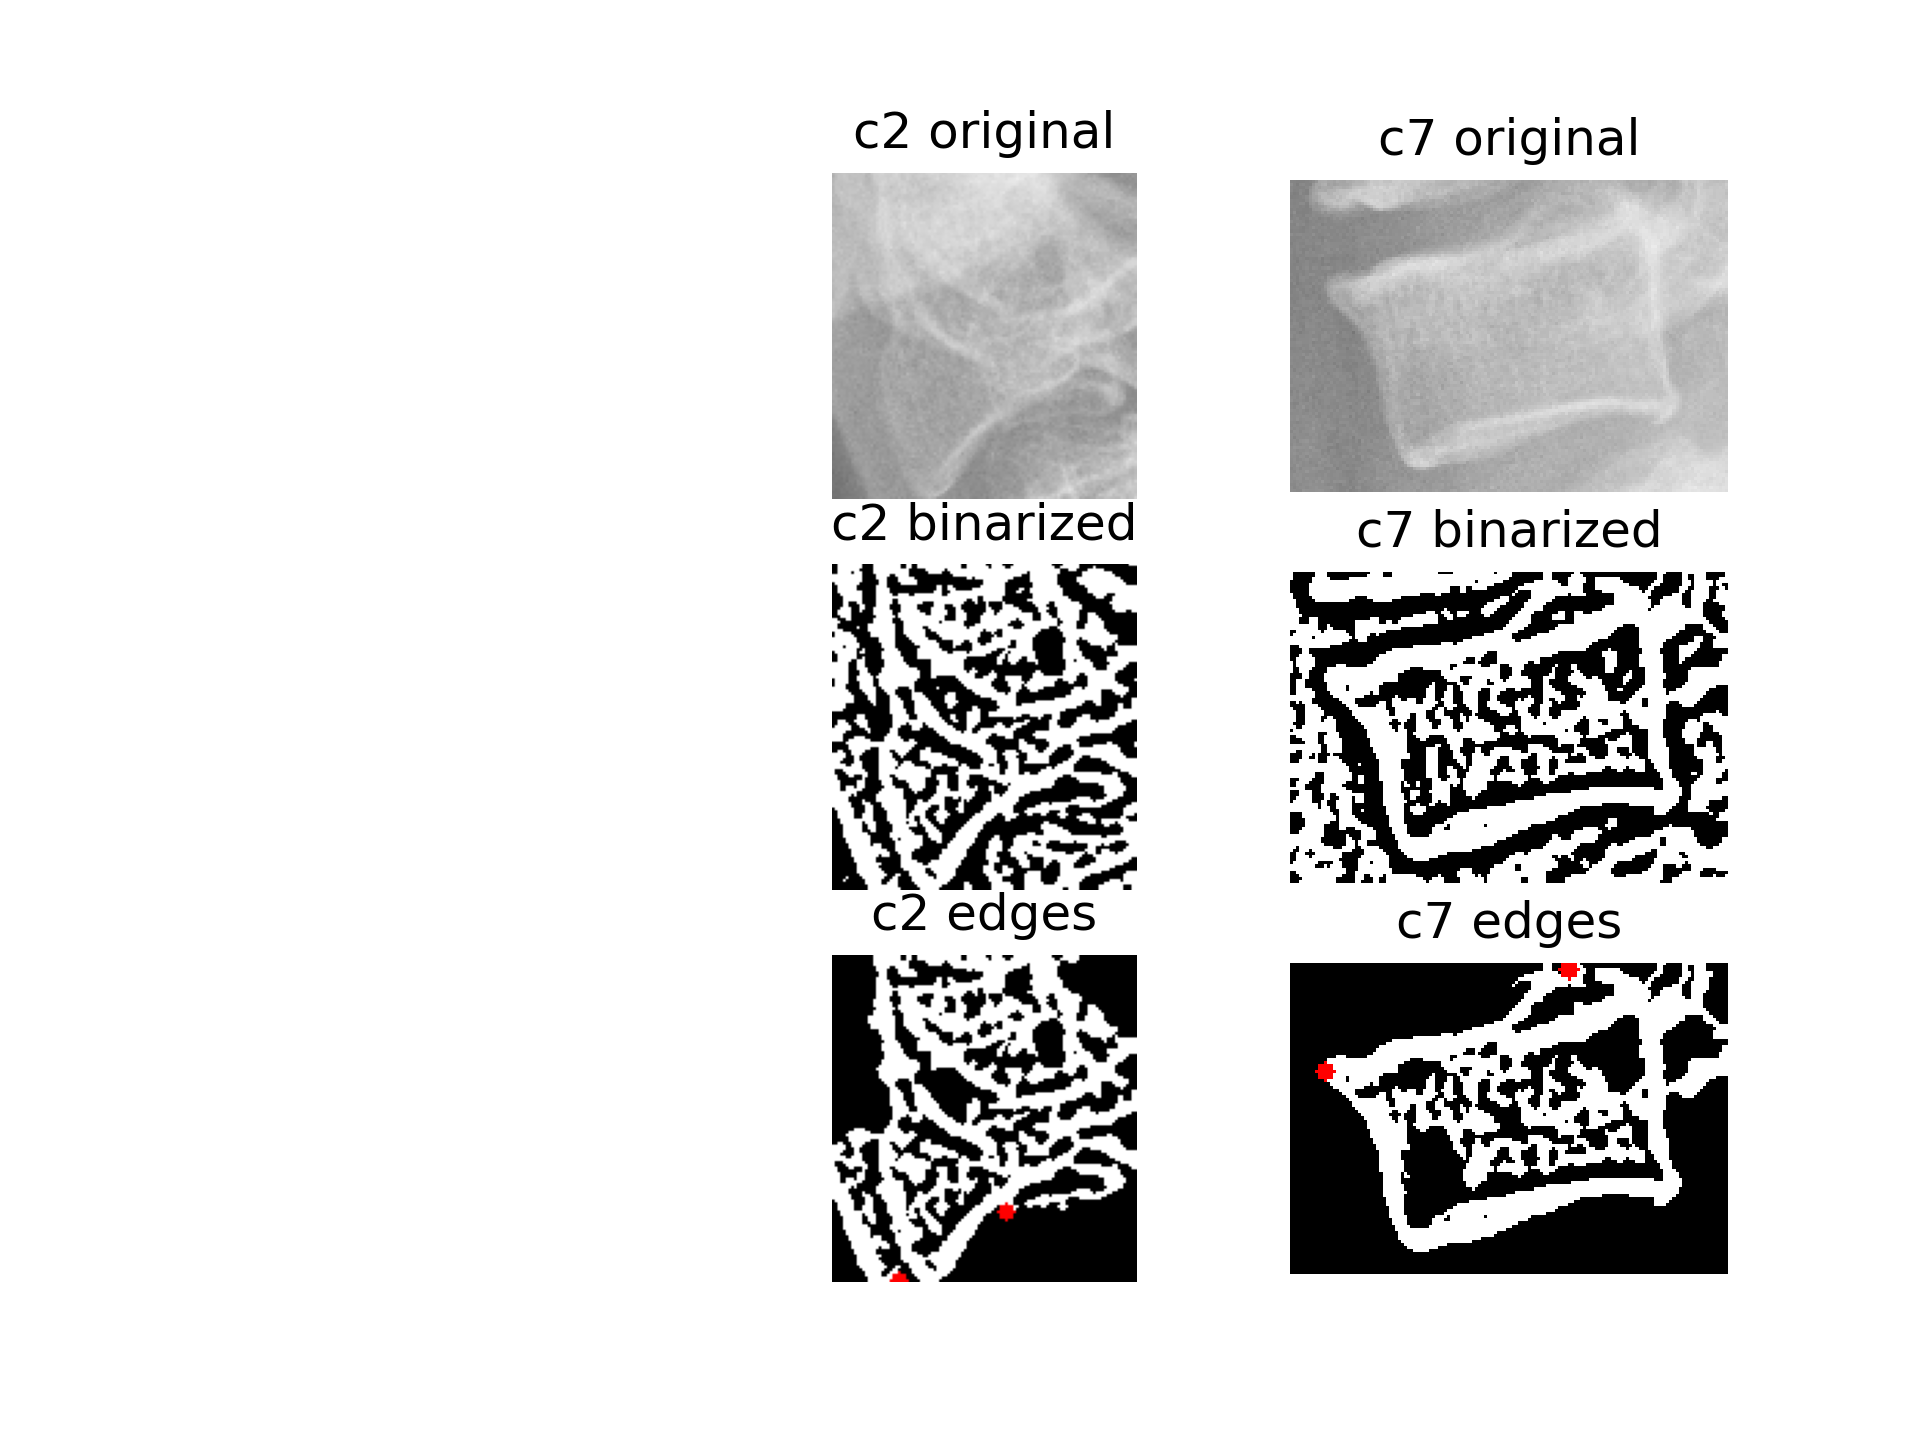 c2 original
c7 original
c2 binarized
c7 binarized
c2 edges
c7 edges